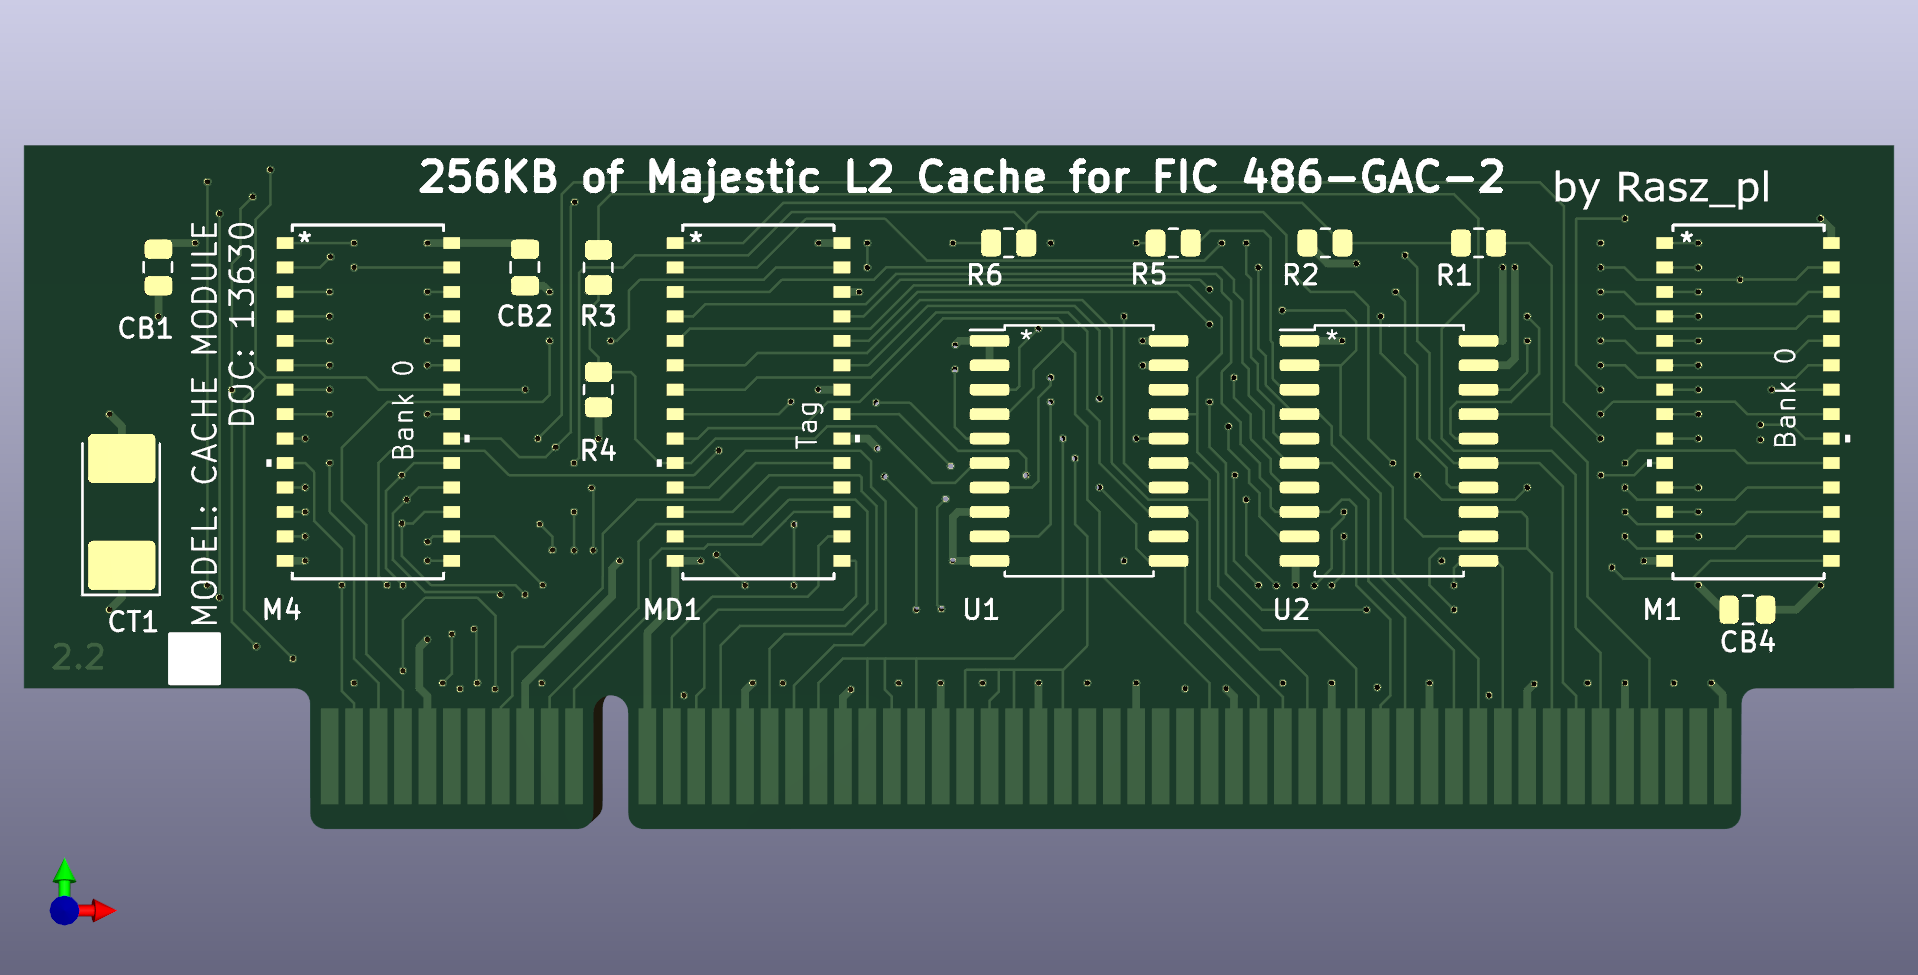 256KB of Majestic L2 Cache for FIC 486-GAC-2
by Rasz_pl
MODEL: CACHE MODULE
DOC: 13630
*
*
*
*
*
R6
R5
R2
R1
CB1
CB2
R3
Bank 0
Tag
Bank 0
R4
M4
MD1
U1
U2
M1
CT1
CB4
2.2